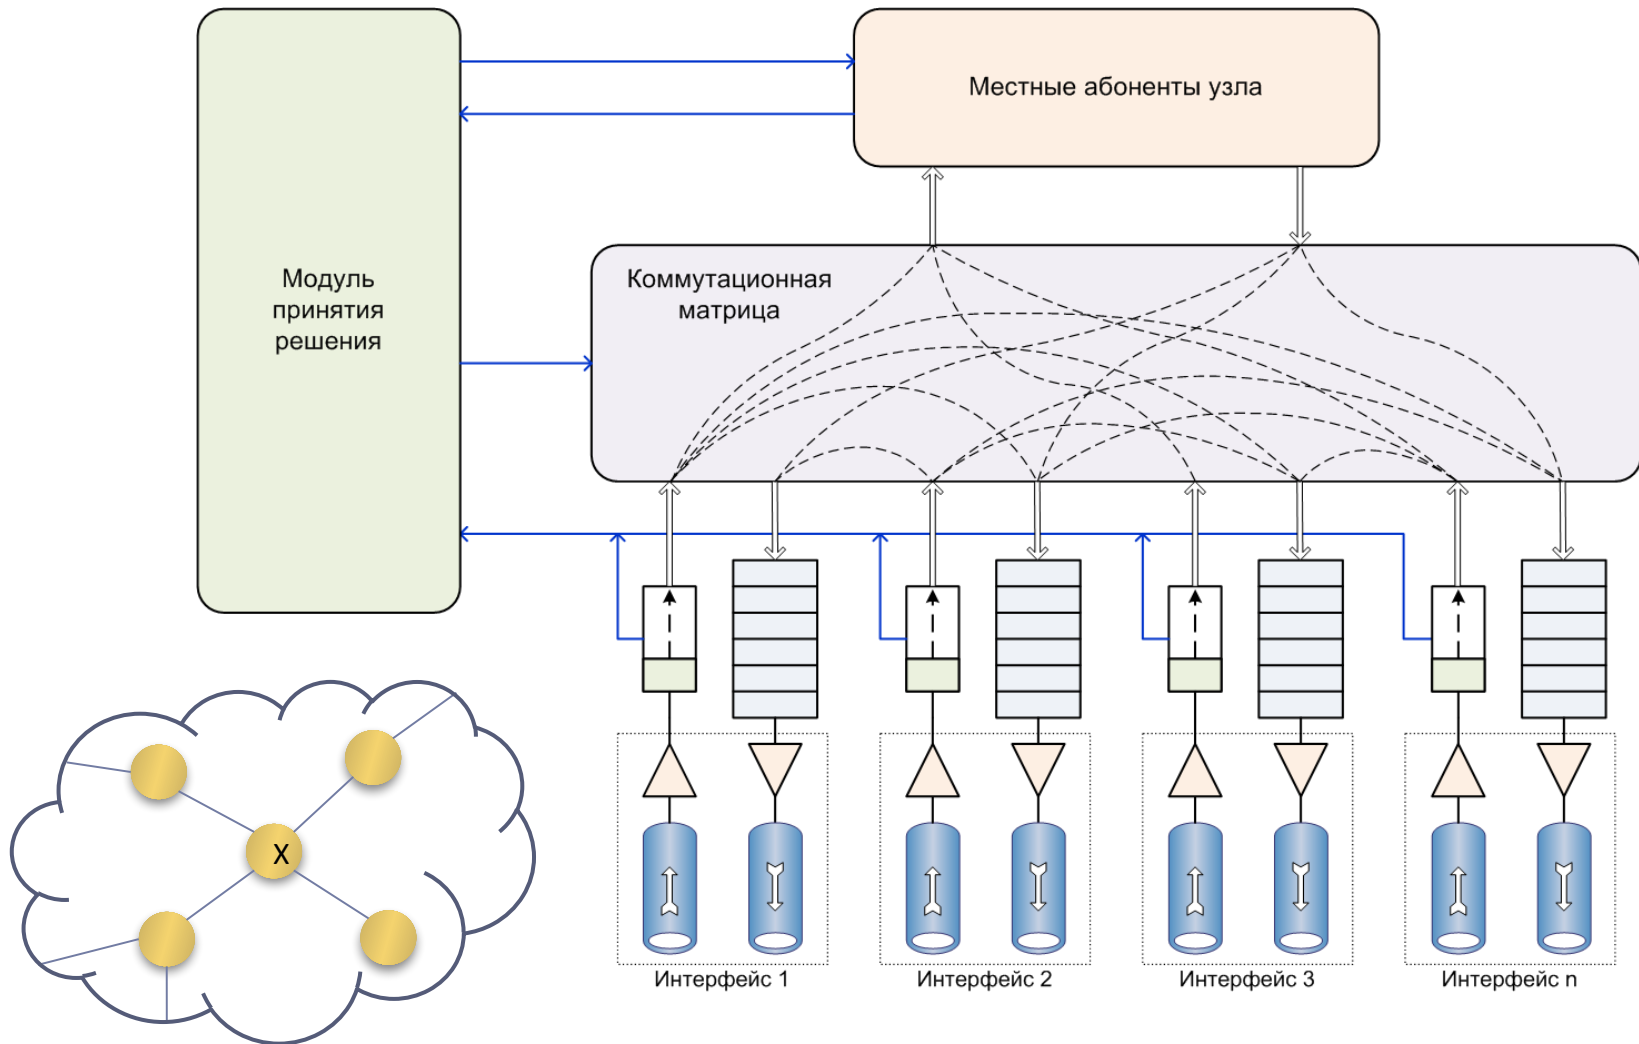 Местные абоненты узла
Модуль
принятия
решения
Коммутационная
матрица
X
Интерфейс 1
Интерфейс 2
Интерфейс 3
Интерфейс n